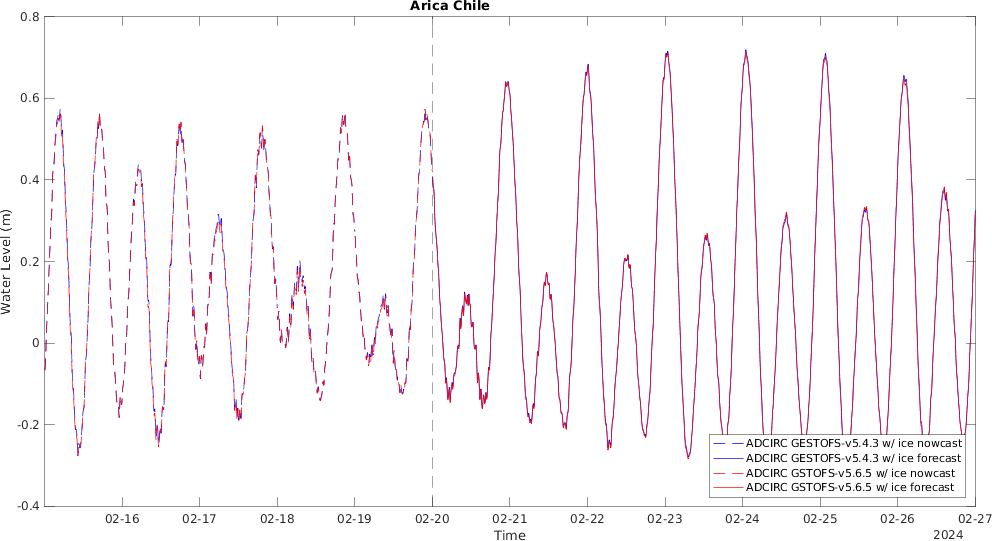 Arica Chile
0.8
0.6
0.4
0.2
0
-0.2
-0.4
Water Level (m)
ADCIRC GESTOFS-v5.4.3 w/ ice nowcast
ADCIRC GESTOFS-v5.4.3 w/ ice forecast
ADCIRC GSTOFS-v5.6.5 w/ ice nowcast
ADCIRC GSTOFS-v5.6.5 w/ ice forecast
02-16 02-17 02-18 02-19 02-20 02-21 02-22 02-23 02-24 02-25 02-26 02-27
Time
2024